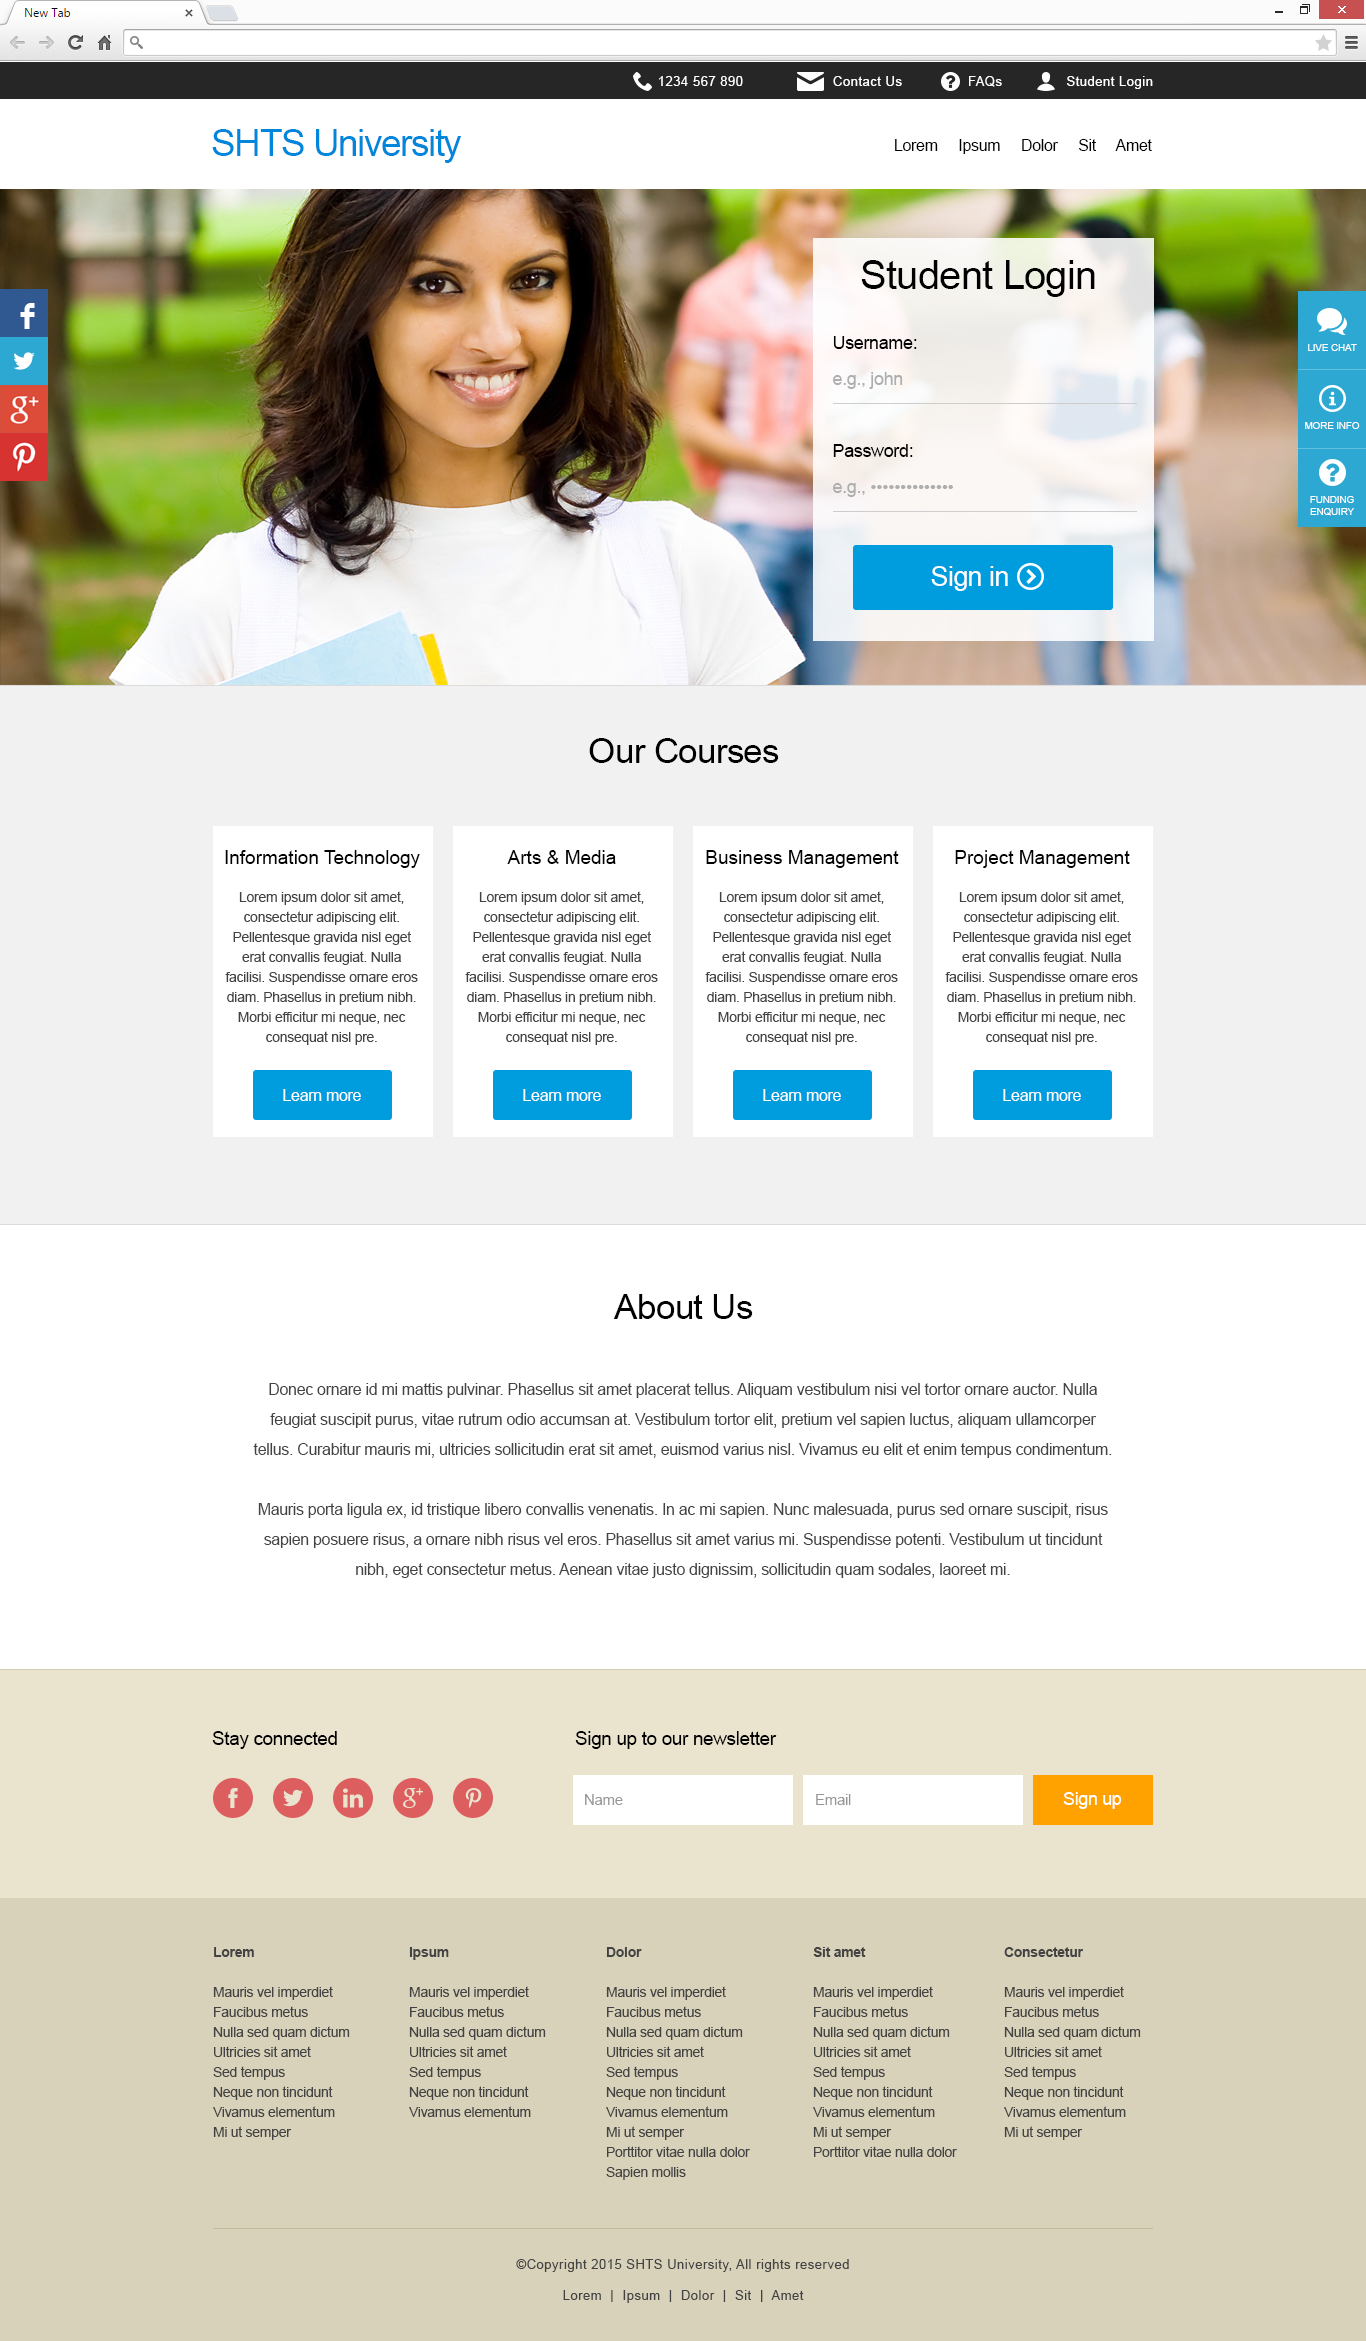 New Tab
1234 567 890
Contact Us
FAQs
Student Login
SHTS University
Lorem Ipsum Dolor Sit Amet
Student Login
Username:
e.g., john
Password:
e.g., ••••••••••••••
Sign in
LIVE CHAT
MORE INFO
FUNDING
ENQUIRY
Our Courses
Information Technology
Lorem ipsum dolor sit amet,
consectetur adipiscing elit.
Pellentesque gravida nisl eget
erat convallis feugiat. Nulla
facilisi. Suspendisse ornare eros
diam. Phasellus in pretium nibh.
Morbi efficitur mi neque, nec
consequat nisl pre.
Learn more
Arts & Media
Lorem ipsum dolor sit amet,
consectetur adipiscing elit.
Pellentesque gravida nisl eget
erat convallis feugiat. Nulla
facilisi. Suspendisse ornare eros
diam. Phasellus in pretium nibh.
Morbi efficitur mi neque, nec
consequat nisl pre.
Learn more
Business Management
Lorem ipsum dolor sit amet,
consectetur adipiscing elit.
Pellentesque gravida nisl eget
erat convallis feugiat. Nulla
facilisi. Suspendisse ornare eros
diam. Phasellus in pretium nibh.
Morbi efficitur mi neque, nec
consequat nisl pre.
Learn more
Project Management
Lorem ipsum dolor sit amet,
consectetur adipiscing elit.
Pellentesque gravida nisl eget
erat convallis feugiat. Nulla
facilisi. Suspendisse ornare eros
diam. Phasellus in pretium nibh.
Morbi efficitur mi neque, nec
consequat nisl pre.
Learn more
About Us
Donec ornare id mi mattis pulvinar. Phasellus sit amet placerat tellus. Aliquam vestibulum nisi vel tortor ornare auctor. Nulla
feugiat suscipit purus, vitae rutrum odio accumsan at. Vestibulum tortor elit, pretium vel sapien luctus, aliquam ullamcorper
tellus. Curabitur mauris mi, ultricies sollicitudin erat sit amet, euismod varius nisl. Vivamus eu elit et enim tempus condimentum.
Mauris porta ligula ex, id tristique libero convallis venenatis. In ac mi sapien. Nunc malesuada, purus sed ornare suscipit, risus
sapien posuere risus, a ornare nibh risus vel eros. Phasellus sit amet varius mi. Suspendisse potenti. Vestibulum ut tincidunt
nibh, eget consectetur metus. Aenean vitae justo dignissim, sollicitudin quam sodales, laoreet mi.
Stay connected
Sign up to our newsletter
Name
Email
Sign up
Lorem
Mauris vel imperdiet
Faucibus metus
Nulla sed quam dictum
Ultricies sit amet
Sed tempus
Neque non tincidunt
Vivamus elementum
Mi ut semper
Ipsum
Mauris vel imperdiet
Faucibus metus
Nulla sed quam dictum
Ultricies sit amet
Sed tempus
Neque non tincidunt
Vivamus elementum
Dolor
Mauris vel imperdiet
Faucibus metus
Nulla sed quam dictum
Ultricies sit amet
Sed tempus
Neque non tincidunt
Vivamus elementum
Mi ut semper
Porttitor vitae nulla dolor
Sapien mollis
Sit amet
Mauris vel imperdiet
Faucibus metus
Nulla sed quam dictum
Ultricies sit amet
Sed tempus
Neque non tincidunt
Vivamus elementum
Mi ut semper
Porttitor vitae nulla dolor
Consectetur
Mauris vel imperdiet
Faucibus metus
Nulla sed quam dictum
Ultricies sit amet
Sed tempus
Neque non tincidunt
Vivamus elementum
Mi ut semper
©Copyright 2015 SHTS University, All rights reserved
Lorem | Ipsum | Dolor | Sit | Amet